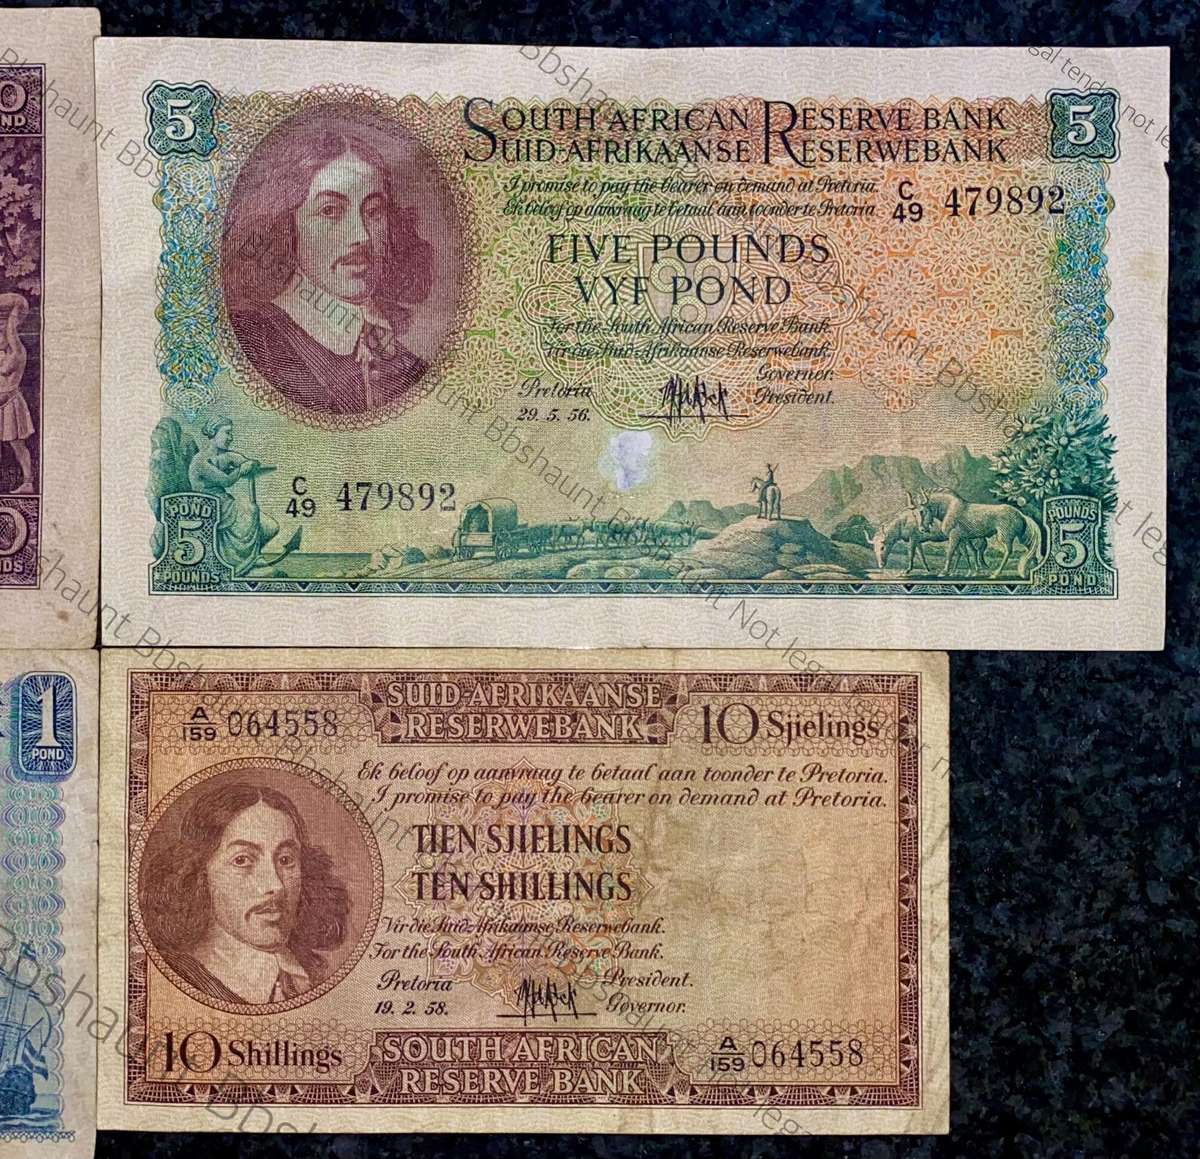 ND
5
5
SOUTH AFRICAN RESERVE BANK
SUID-AFRIKAANSE RESERWEBANK
I promise to pay the bearer on demand at Pretoria.
Ek beloof op aanvraag te betaal aan toonder te Pretoria.
C/49 479892
FIVE POUNDS
VYF POND
For the South African Reserve Bank.
Vir die Suid-Afrikaanse Reserwebank.
Governor.
President.
Pretoria
29. 5. 56.
C/49 479892
POND
5
POUNDS
POUNDS
5
POND
1
POND
A/159 064558
SUID-AFRIKAANSE
RESERWEBANK
10 Sjielings
Ek beloof op aanvraag te betaal aan toonder te Pretoria.
I promise to pay the bearer on demand at Pretoria.
TIEN SJIELINGS
TEN SHILLINGS
Vir die Suid-Afrikaanse Reserwebank.
For the South African Reserve Bank.
Pretoria
19. 2. 58.
President.
Governor.
10 Shillings
SOUTH AFRICAN
RESERVE BANK
A/159 064558
Bbshaunt Bbshaunt Bbshaunt Not legal